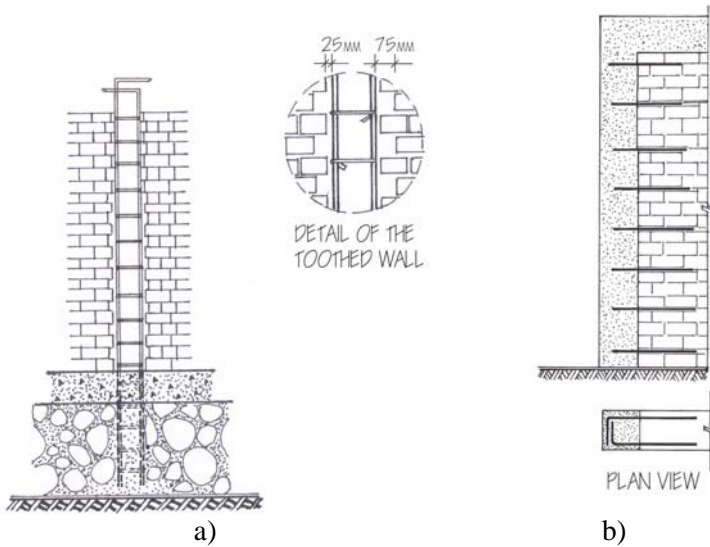 25MM 75MM
DETAIL OF THE
TOOTHED WALL
PLAN VIEW
a) b)